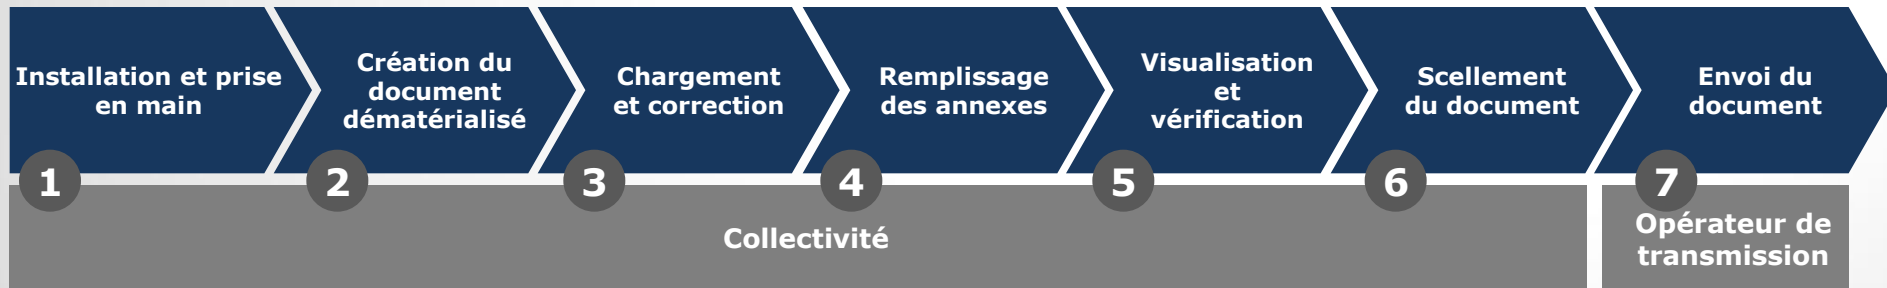 Installation et prise
en main
Création du
document
dématérialisé
Chargement
et correction
Remplissage
des annexes
Visualisation
et
vérification
Scellement
du document
Envoi du
document
1
2
3
4
5
6
7
Collectivité
Opérateur de
transmission